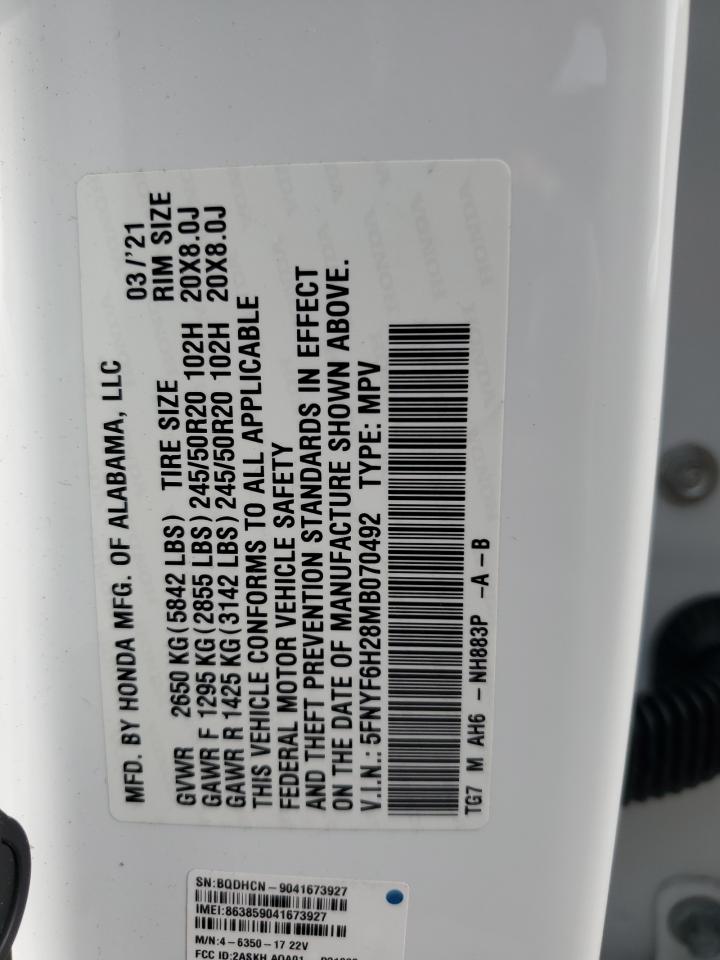 MFD. BY HONDA MFG. OF ALABAMA, LLC 03/'21
GVWR 2650 KG(5842 LBS) TIRE SIZE RIM SIZE
GAWR F 1295 KG(2855 LBS)245/50R20 102H 20X8.0J
GAWR R 1425 KG(3142 LBS)245/50R20 102H 20X8.0J
THIS VEHICLE CONFORMS TO ALL APPLICABLE
FEDERAL MOTOR VEHICLE SAFETY
AND THEFT PREVENTION STANDARDS IN EFFECT
ON THE DATE OF MANUFACTURE SHOWN ABOVE.
V.I.N.: 5FNYF6H28MB070492 TYPE: MPV
TG7 M AH6 -NH883P -A-B
SN:BQDHCN-9041673927
IMEI:863859041673927
M/N:4-6350-17 22V
FCC ID:2ASKH AQA01